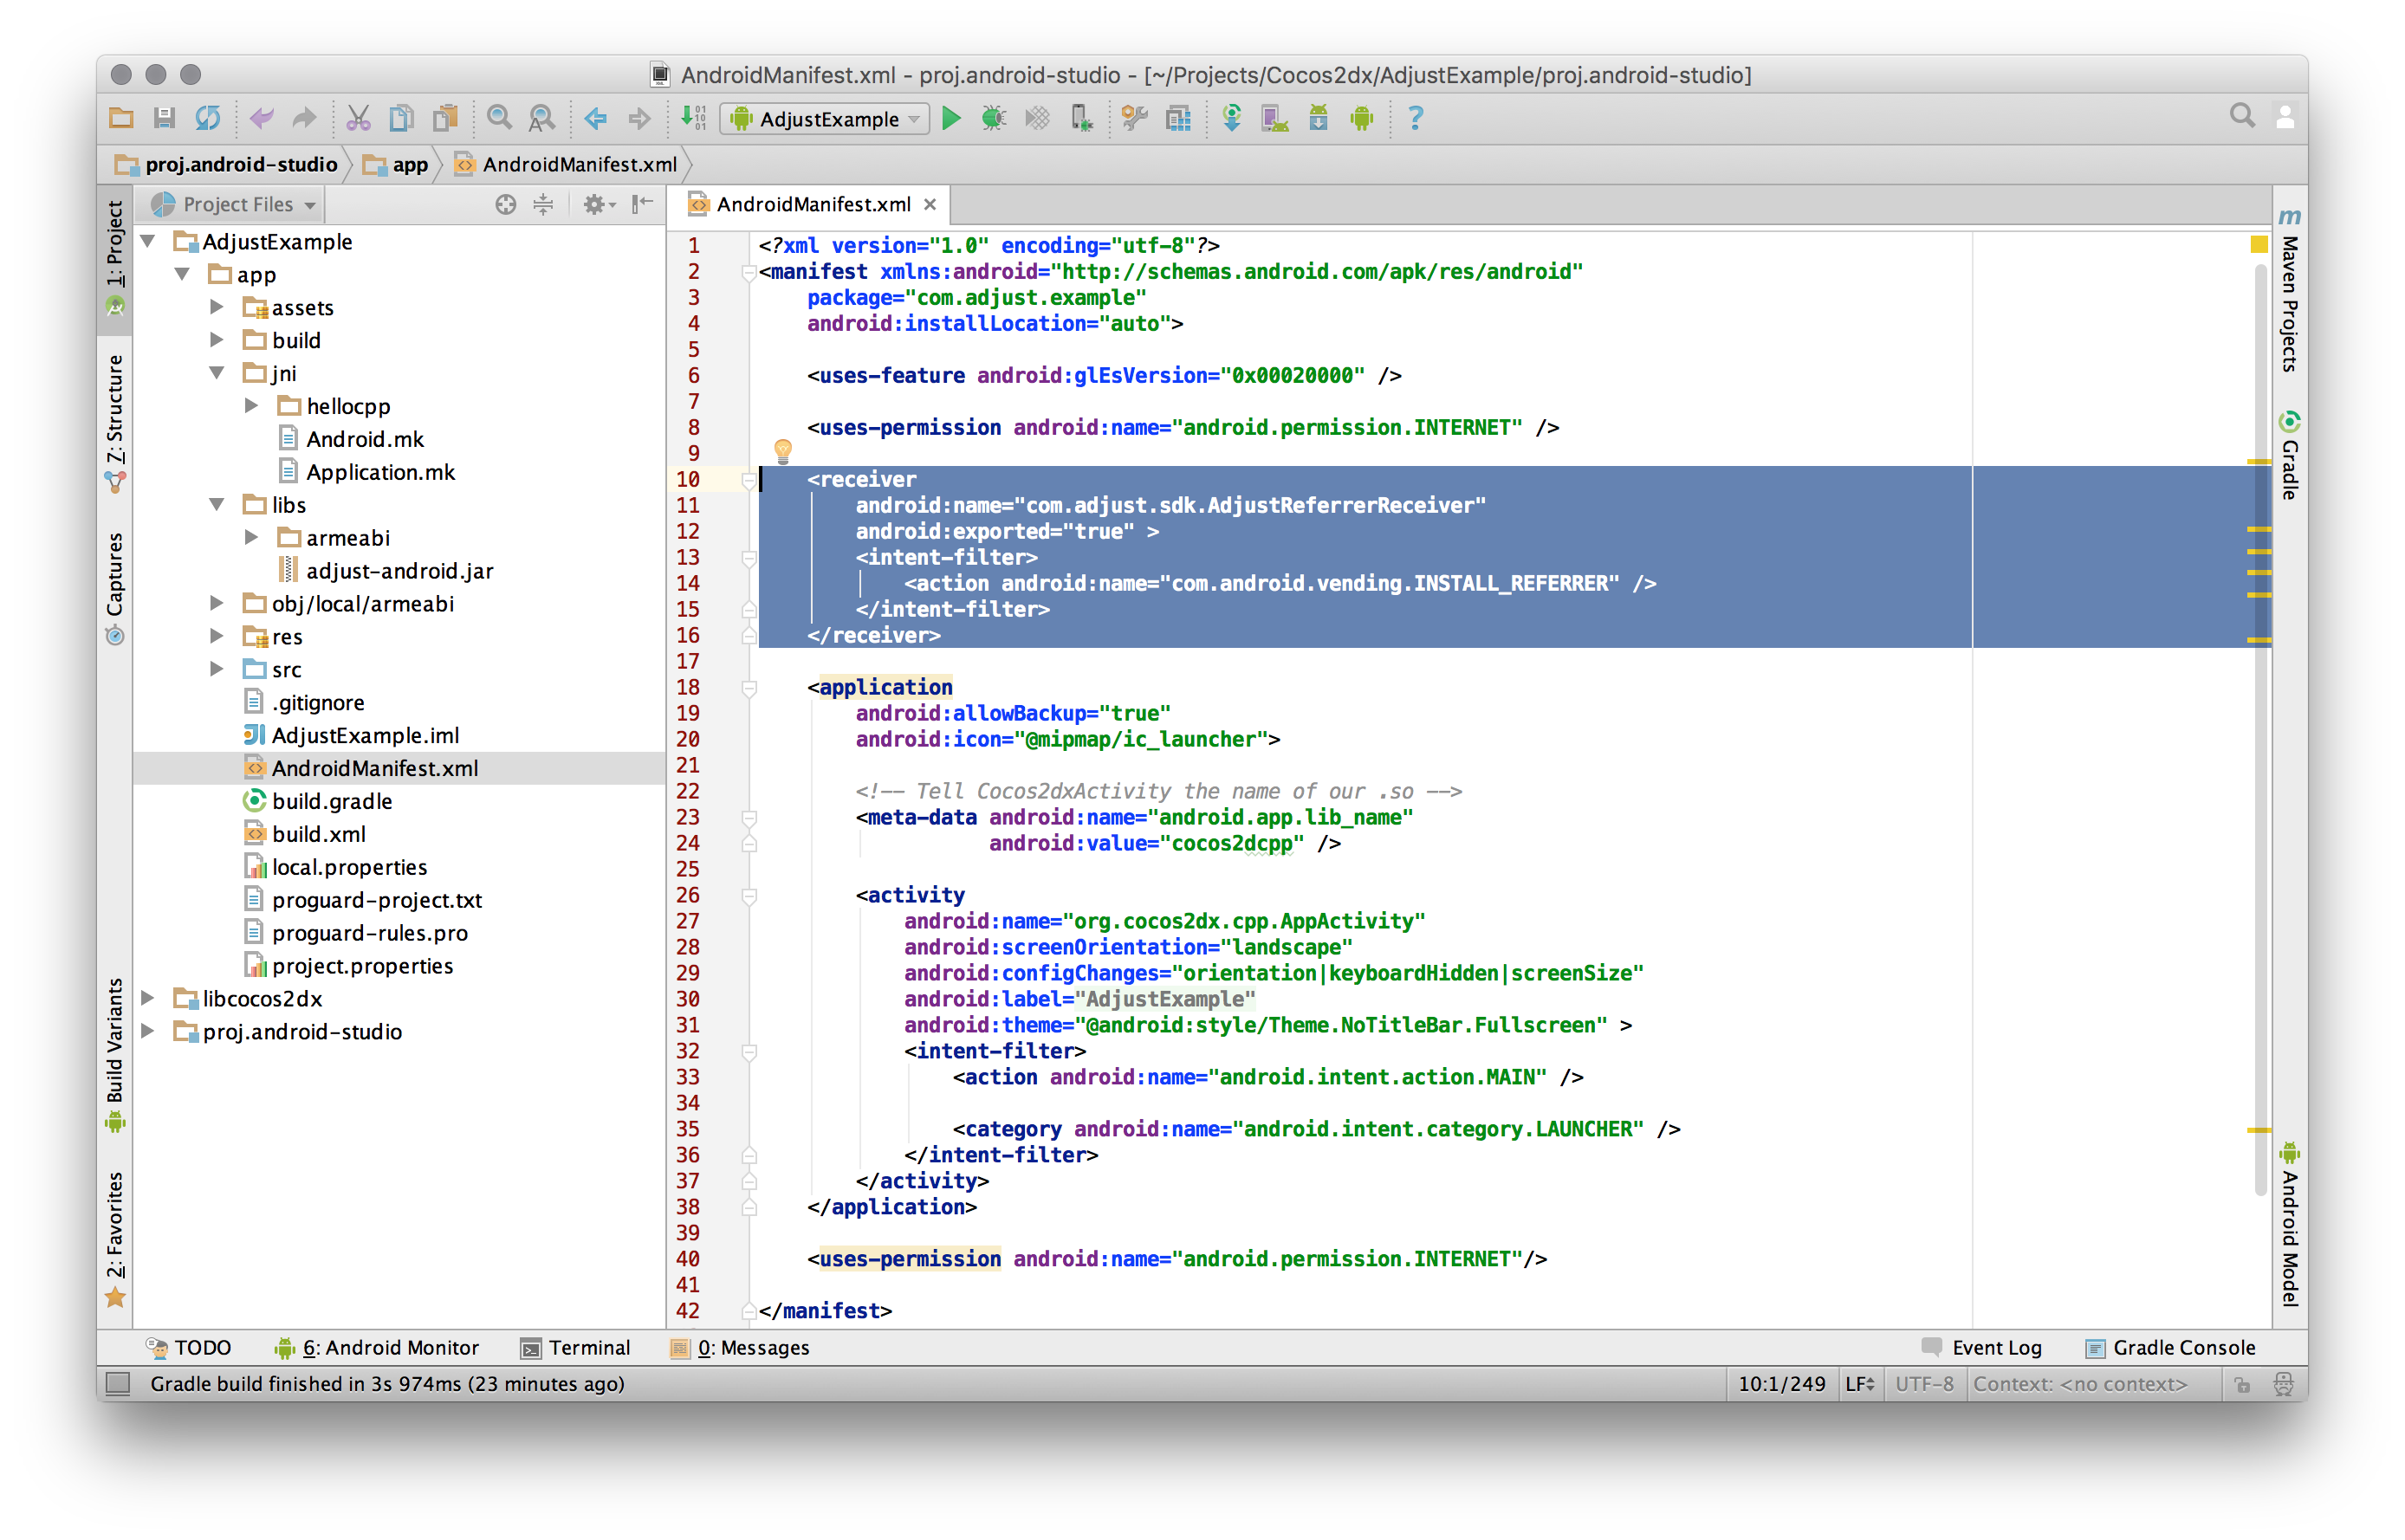 AndroidManifest.xml - proj.android-studio - [~/Projects/Cocos2dx/AdjustExample/proj.android-studio]
AdjustExample
proj.android-studio app AndroidManifest.xml
Project Files
AndroidManifest.xml
1: Project
7: Structure
Captures
Build Variants
2: Favorites
AdjustExample
app
assets
build
jni
hellocpp
Android.mk
Application.mk
libs
armeabi
adjust-android.jar
obj/local/armeabi
res
src
.gitignore
AdjustExample.iml
AndroidManifest.xml
build.gradle
build.xml
local.properties
proguard-project.txt
proguard-rules.pro
project.properties
libcocos2dx
proj.android-studio
1 <?xml version="1.0" encoding="utf-8"?>
2 <manifest xmlns:android="http://schemas.android.com/apk/res/android"
3 package="com.adjust.example"
4 android:installLocation="auto">
5
6 <uses-feature android:glEsVersion="0x00020000" />
7
8 <uses-permission android:name="android.permission.INTERNET" />
9
10 <receiver
11 android:name="com.adjust.sdk.AdjustReferrerReceiver"
12 android:exported="true" >
13 <intent-filter>
14 <action android:name="com.android.vending.INSTALL_REFERRER" />
15 </intent-filter>
16 </receiver>
17
18 <application
19 android:allowBackup="true"
20 android:icon="@mipmap/ic_launcher">
21
22 <!-- Tell Cocos2dxActivity the name of our .so -->
23 <meta-data android:name="android.app.lib_name"
24 android:value="cocos2dcpp" />
25
26 <activity
27 android:name="org.cocos2dx.cpp.AppActivity"
28 android:screenOrientation="landscape"
29 android:configChanges="orientation|keyboardHidden|screenSize"
30 android:label="AdjustExample"
31 android:theme="@android:style/Theme.NoTitleBar.Fullscreen" >
32 <intent-filter>
33 <action android:name="android.intent.action.MAIN" />
34
35 <category android:name="android.intent.category.LAUNCHER" />
36 </intent-filter>
37 </activity>
38 </application>
39
40 <uses-permission android:name="android.permission.INTERNET"/>
41
42 </manifest>
Maven Projects
Gradle
Android Model
TODO 6: Android Monitor Terminal 0: Messages Event Log Gradle Console
Gradle build finished in 3s 974ms (23 minutes ago) 10:1/249 LF UTF-8 Context: <no context>